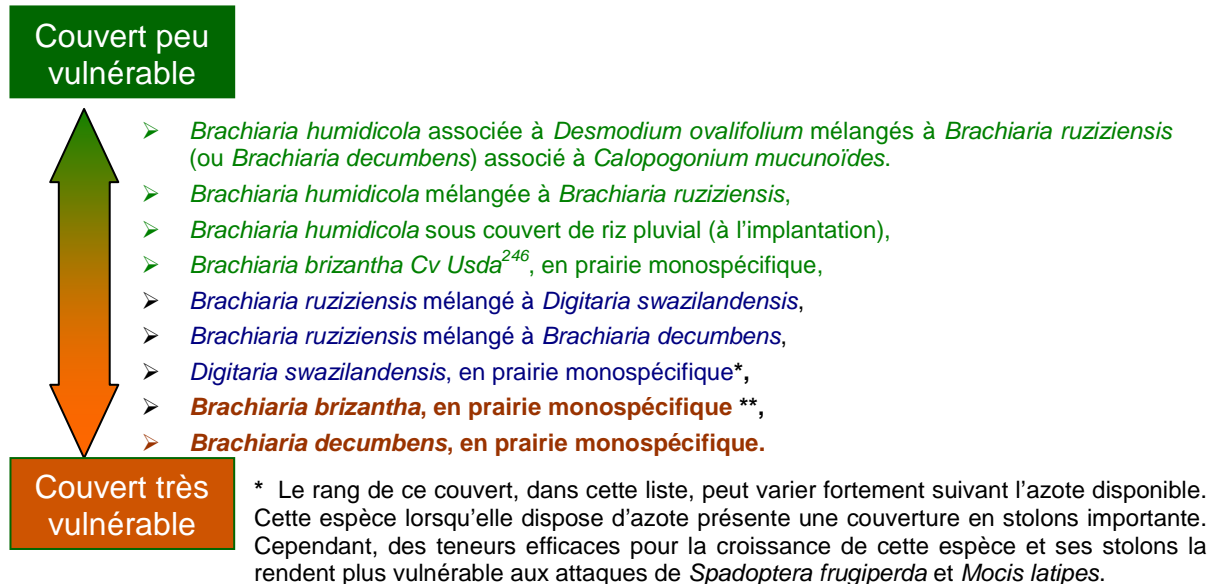 Couvert peu
vulnérable
➢ Brachiaria humidicola associée à Desmodium ovalifolium mélangés à Brachiaria ruziziensis
(ou Brachiaria decumbens) associé à Calopogonium mucunoïdes.
➢ Brachiaria humidicola mélangée à Brachiaria ruziziensis,
➢ Brachiaria humidicola sous couvert de riz pluvial (à l'implantation),
➢ Brachiaria brizantha Cv Usda246, en prairie monospécifique,
➢ Brachiaria ruziziensis mélangé à Digitaria swazilandensis,
➢ Brachiaria ruziziensis mélangé à Brachiaria decumbens,
➢ Digitaria swazilandensis, en prairie monospécifique*,
➢ Brachiaria brizantha, en prairie monospécifique **,
➢ Brachiaria decumbens, en prairie monospécifique.
Couvert très
vulnérable
* Le rang de ce couvert, dans cette liste, peut varier fortement suivant l'azote disponible.
Cette espèce lorsqu'elle dispose d'azote présente une couverture en stolons importante.
Cependant, des teneurs efficaces pour la croissance de cette espèce et ses stolons la
rendent plus vulnérable aux attaques de Spadoptera frugiperda et Mocis latipes.